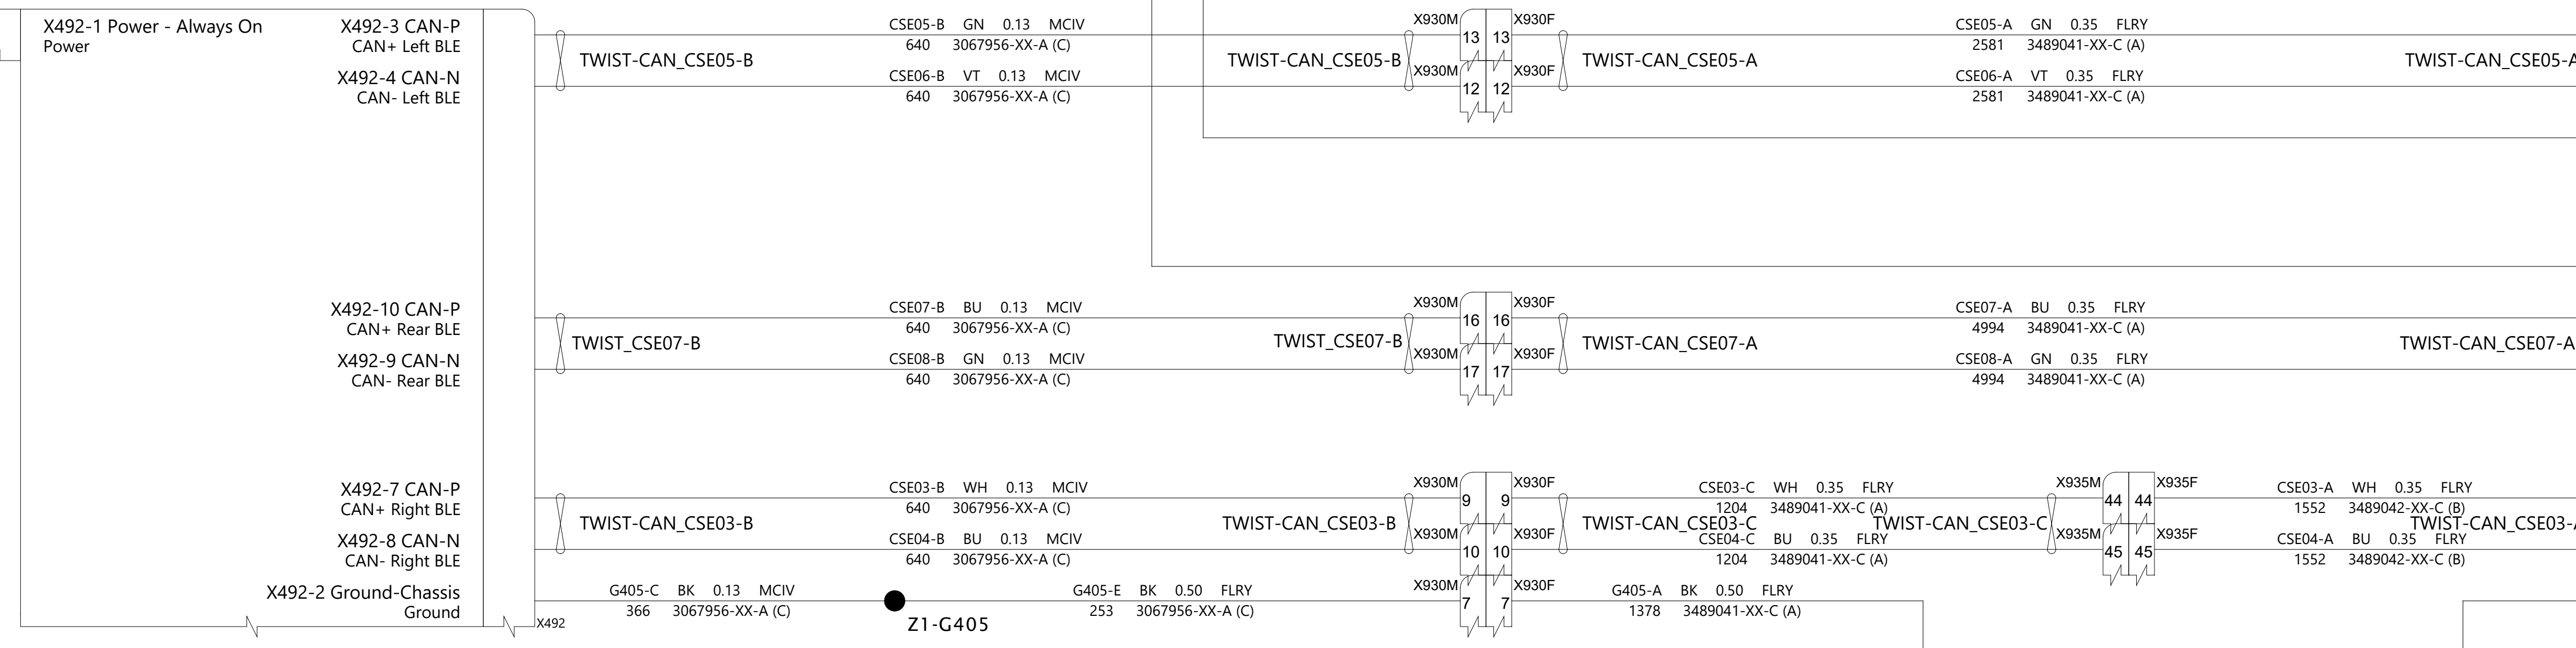 X492-1 Power - Always On
Power
X492-3 CAN-P
CAN+ Left BLE
X492-4 CAN-N
CAN- Left BLE
CSE05-B GN 0.13 MCIV
640 3067956-XX-A (C)
TWIST-CAN_CSE05-B
TWIST-CAN_CSE05-B
CSE06-B VT 0.13 MCIV
640 3067956-XX-A (C)
X930M 13 13 X930F
X930M 12 12 X930F
TWIST-CAN_CSE05-A
CSE05-A GN 0.35 FLRY
2581 3489041-XX-C (A)
TWIST-CAN_CSE05-A
CSE06-A VT 0.35 FLRY
2581 3489041-XX-C (A)
X492-10 CAN-P
CAN+ Rear BLE
X492-9 CAN-N
CAN- Rear BLE
CSE07-B BU 0.13 MCIV
640 3067956-XX-A (C)
TWIST_CSE07-B
TWIST_CSE07-B
CSE08-B GN 0.13 MCIV
640 3067956-XX-A (C)
X930M 16 16 X930F
X930M 17 17 X930F
TWIST-CAN_CSE07-A
CSE07-A BU 0.35 FLRY
4994 3489041-XX-C (A)
TWIST-CAN_CSE07-A
CSE08-A GN 0.35 FLRY
4994 3489041-XX-C (A)
X492-7 CAN-P
CAN+ Right BLE
X492-8 CAN-N
CAN- Right BLE
CSE03-B WH 0.13 MCIV
640 3067956-XX-A (C)
TWIST-CAN_CSE03-B
TWIST-CAN_CSE03-B
CSE04-B BU 0.13 MCIV
640 3067956-XX-A (C)
X930M 9 9 X930F
X930M 10 10 X930F
CSE03-C WH 0.35 FLRY
1204 3489041-XX-C (A)
TWIST-CAN_CSE03-C
TWIST-CAN_CSE03-C
CSE04-C BU 0.35 FLRY
1204 3489041-XX-C (A)
X935M 44 44 X935F
X935M 45 45 X935F
CSE03-A WH 0.35 FLRY
1552 3489042-XX-C (B)
TWIST-CAN_CSE03-A
CSE04-A BU 0.35 FLRY
1552 3489042-XX-C (B)
X492-2 Ground-Chassis
Ground
X492
G405-C BK 0.13 MCIV
366 3067956-XX-A (C)
Z1-G405
G405-E BK 0.50 FLRY
253 3067956-XX-A (C)
X930M 7 7 X930F
G405-A BK 0.50 FLRY
1378 3489041-XX-C (A)